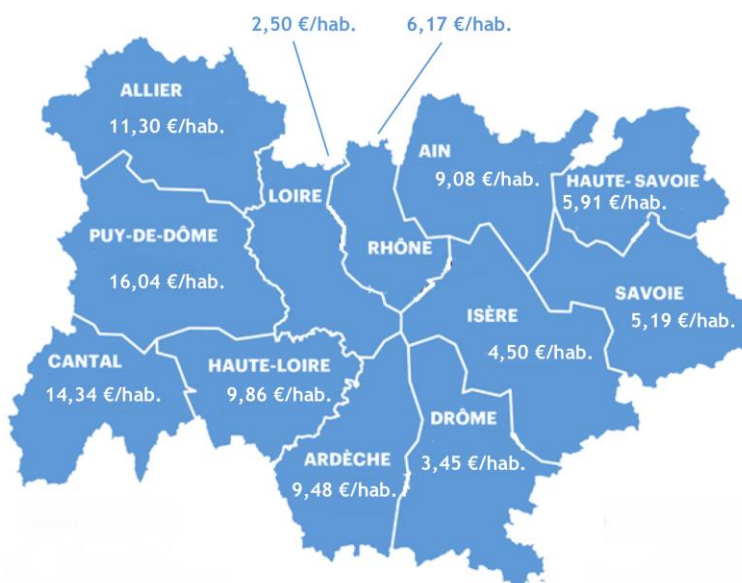 2,50 €/hab.
6,17 €/hab.
ALLIER
11,30 €/hab.
AIN
9,08 €/hab.
HAUTE-SAVOIE
5,91 €/hab.
LOIRE
PUY-DE-DÔME
16,04 €/hab.
RHÔNE
SAVOIE
5,19 €/hab.
ISÈRE
4,50 €/hab.
CANTAL
14,34 €/hab.
HAUTE-LOIRE
9,86 €/hab.
DRÔME
3,45 €/hab.
ARDÈCHE
9,48 €/hab.